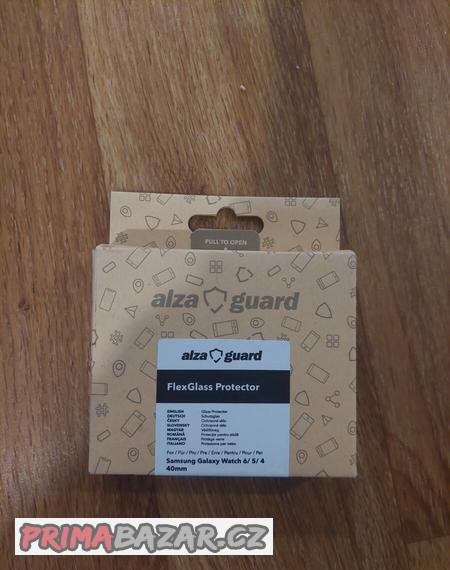 PULL TO OPEN
alza guard
alza guard
FlexGlass Protector
ENGLISH Glass Protector
DEUTSCH Schutzglas
ČESKY Ochranné sklo
SLOVENSKY Ochranné sklo
MAGYAR Védőüveg
ROMÂNĂ Protecție pentru sticlă
FRANÇAIS Protège verre
ITALIANO Protezione per vetro
For / Für / Pro / Pre / Erre / Pentru / Pour / Per
Samsung Galaxy Watch 6/ 5/ 4
40mm
PRIMABAZAR.CZ